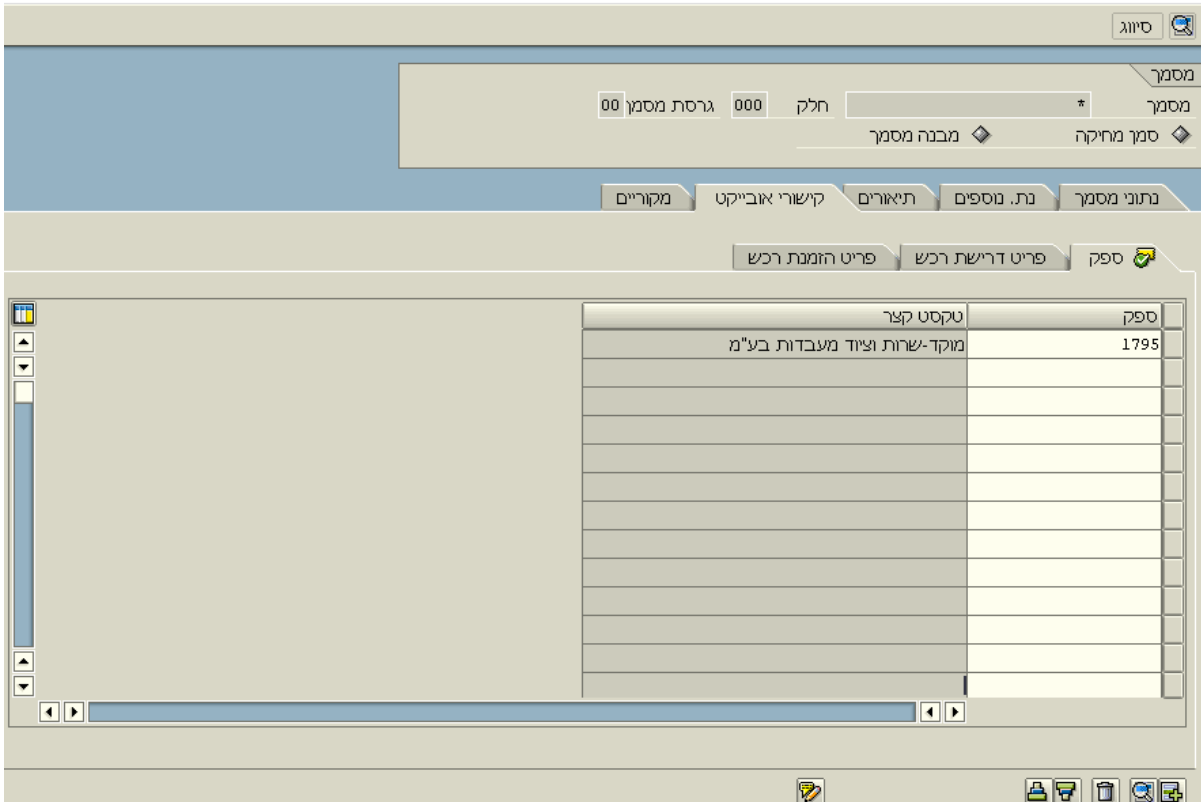 סיווג
מסמך
מסמך * חלק 000 גרסת מסמך 00
סמן מחיקה מבנה מסמך
נתוני מסמך נת. נוספים תיאורים קישורי אובייקט מקוריים
ספק פריט דרישת רכש פריט הזמנת רכש
ספק טקסט קצר
1795 מוקד-שרות וציוד מעבדות בע"מ